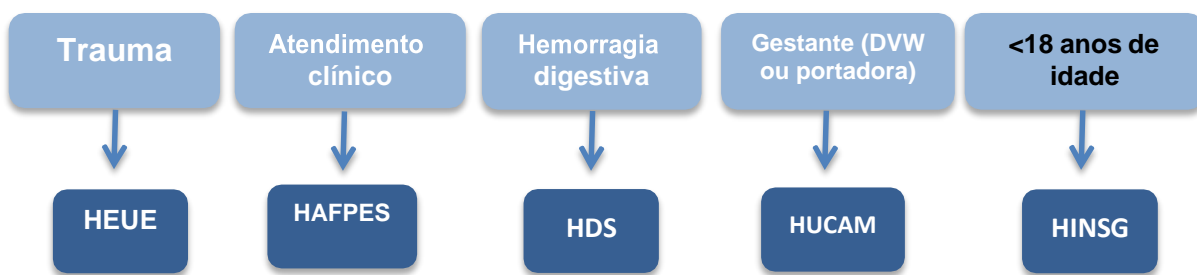 Trauma
Atendimento
clínico
Hemorragia
digestiva
Gestante (DVW
ou portadora)
<18 anos de
idade
HEUE
HAFPES
HDS
HUCAM
HINSG